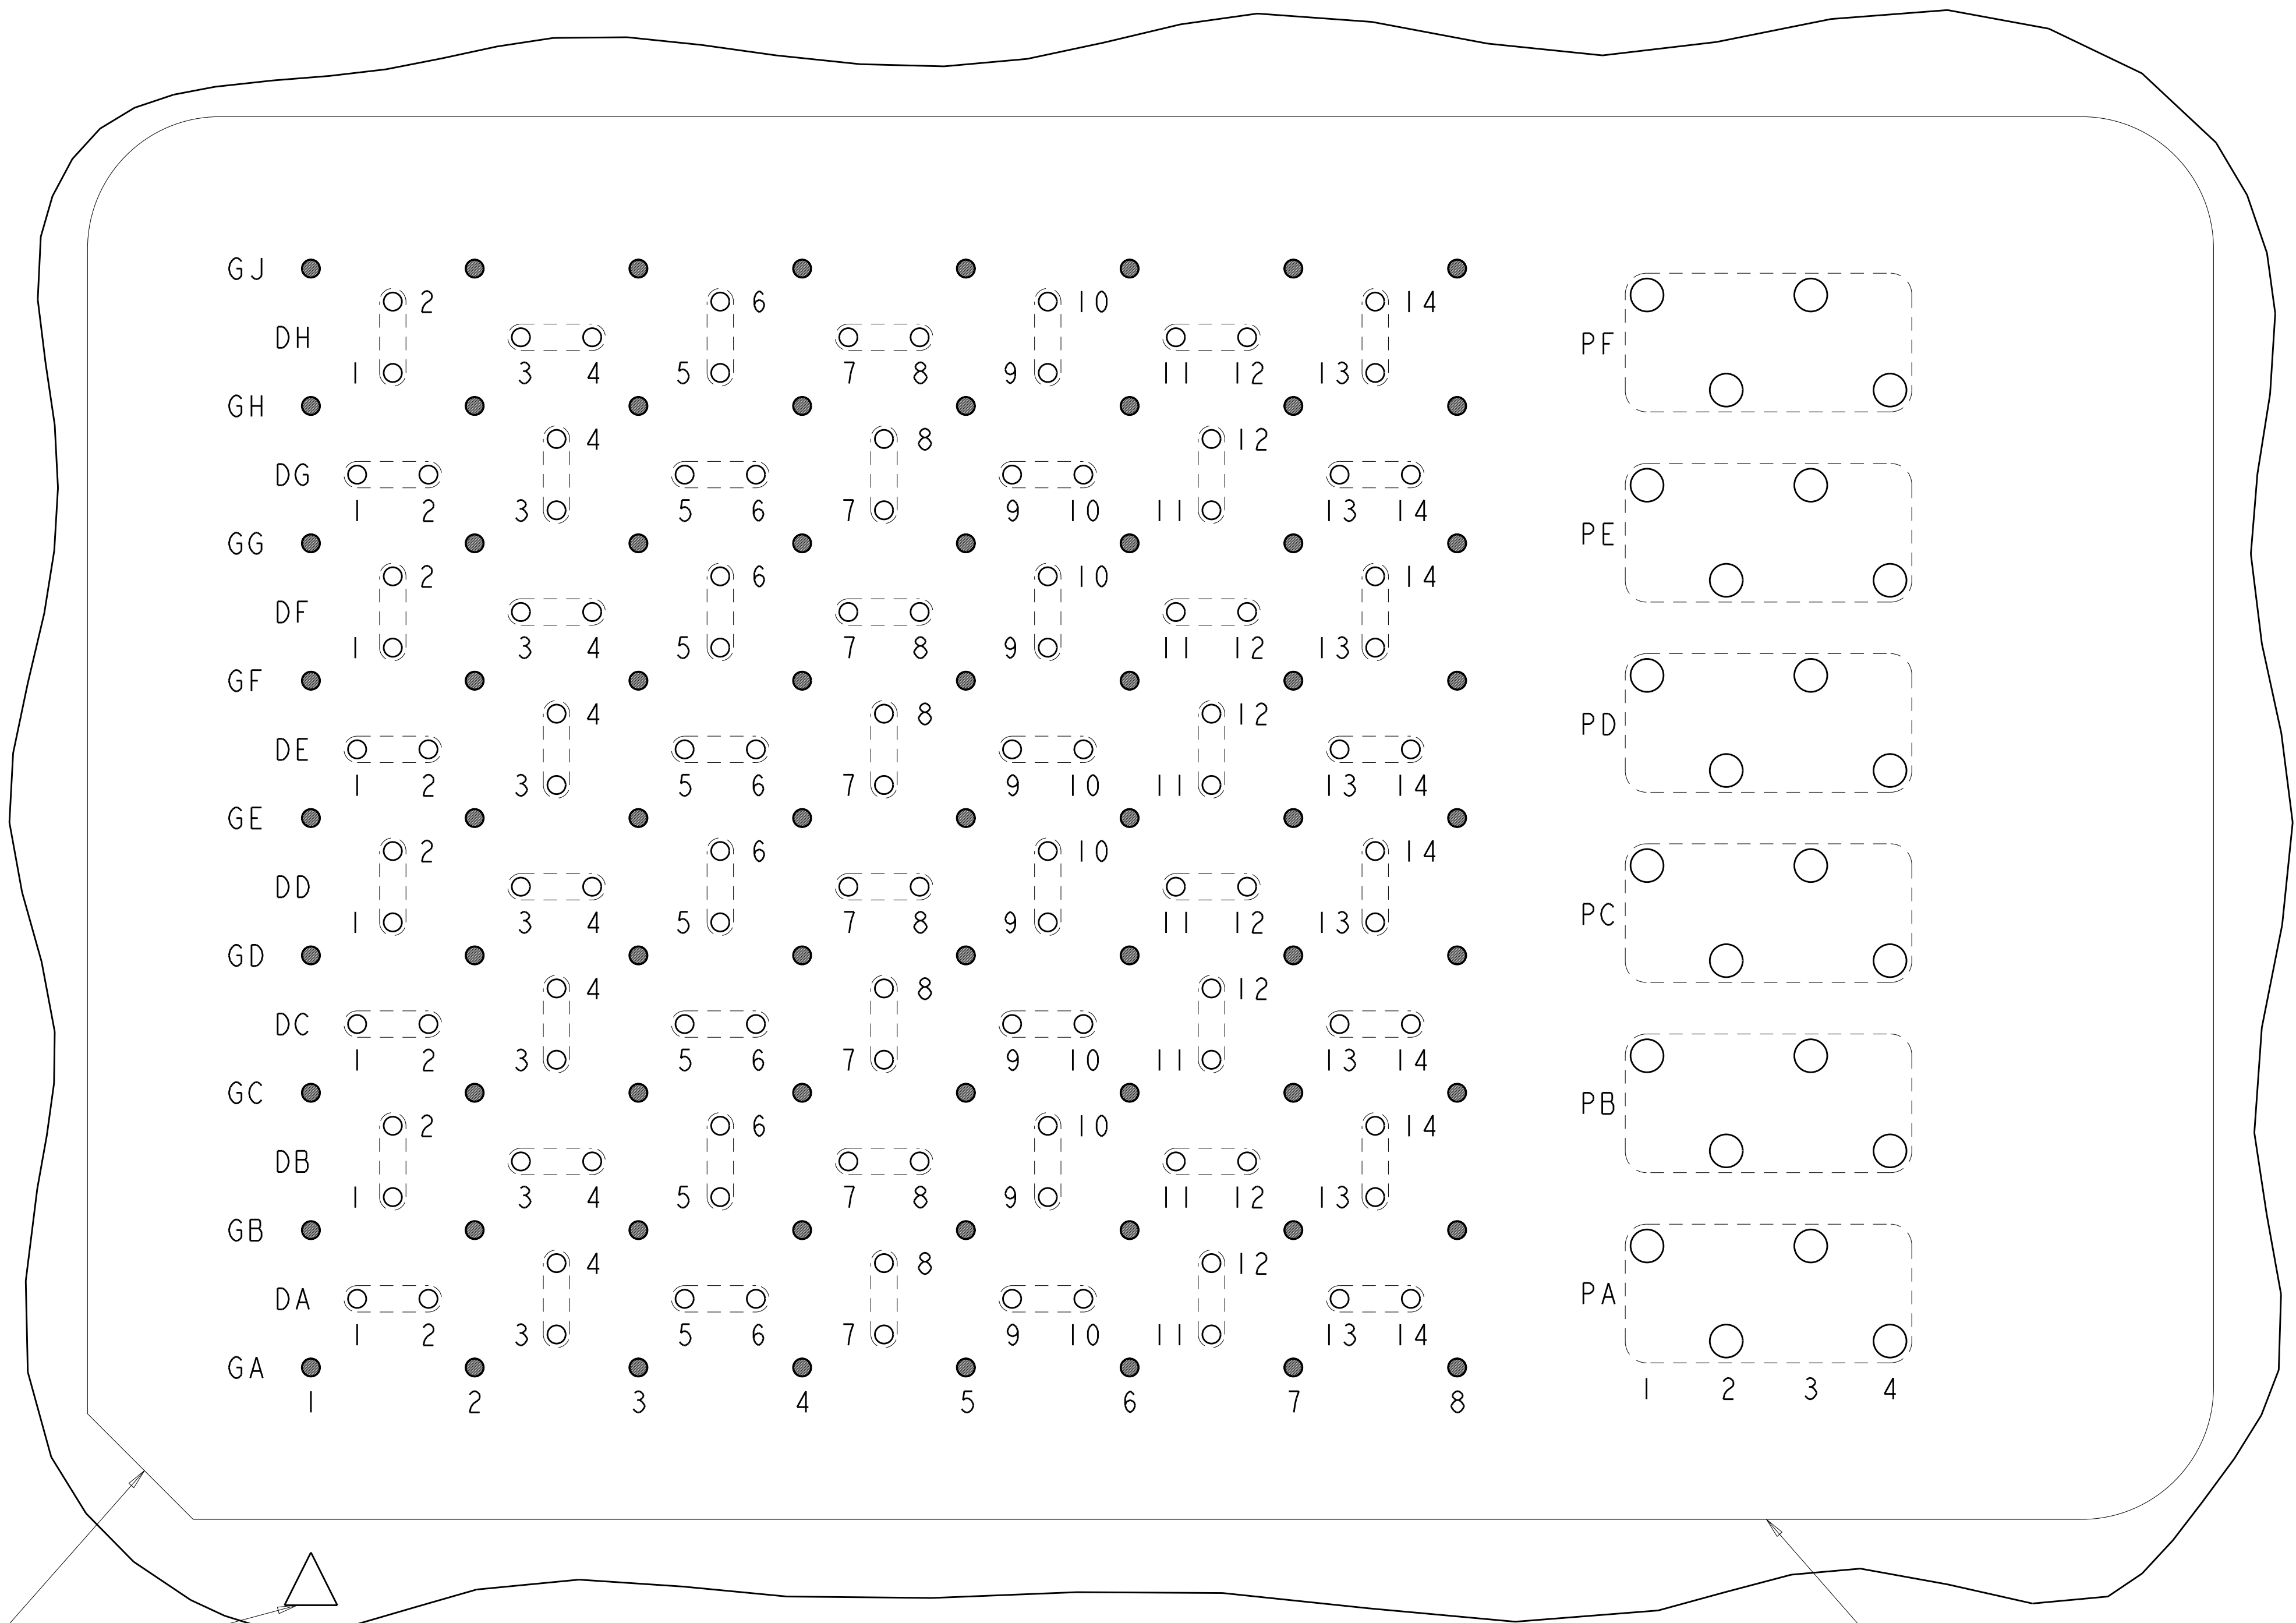 GJ
2 6 10 14
DH PF
1 3 4 5 7 8 9 11 12 13
GH
4 8 12
DG
1 2 3 5 6 7 9 10 11 13 14
PE
GG
2 6 10 14
DF
1 3 4 5 7 8 9 11 12 13
GF
4 8 12
PD
DE
1 2 3 5 6 7 9 10 11 13 14
GE
2 6 10 14
DD
PC
1 3 4 5 7 8 9 11 12 13
GD
4 8 12
DC
1 2 3 5 6 7 9 10 11 13 14
GC
PB
2 6 10 14
DB
1 3 4 5 7 8 9 11 12 13
GB
4 8 12
DA PA
1 2 3 5 6 7 9 10 11 13 14
GA
1 2 3 4 5 6 7 8 1 2 3 4